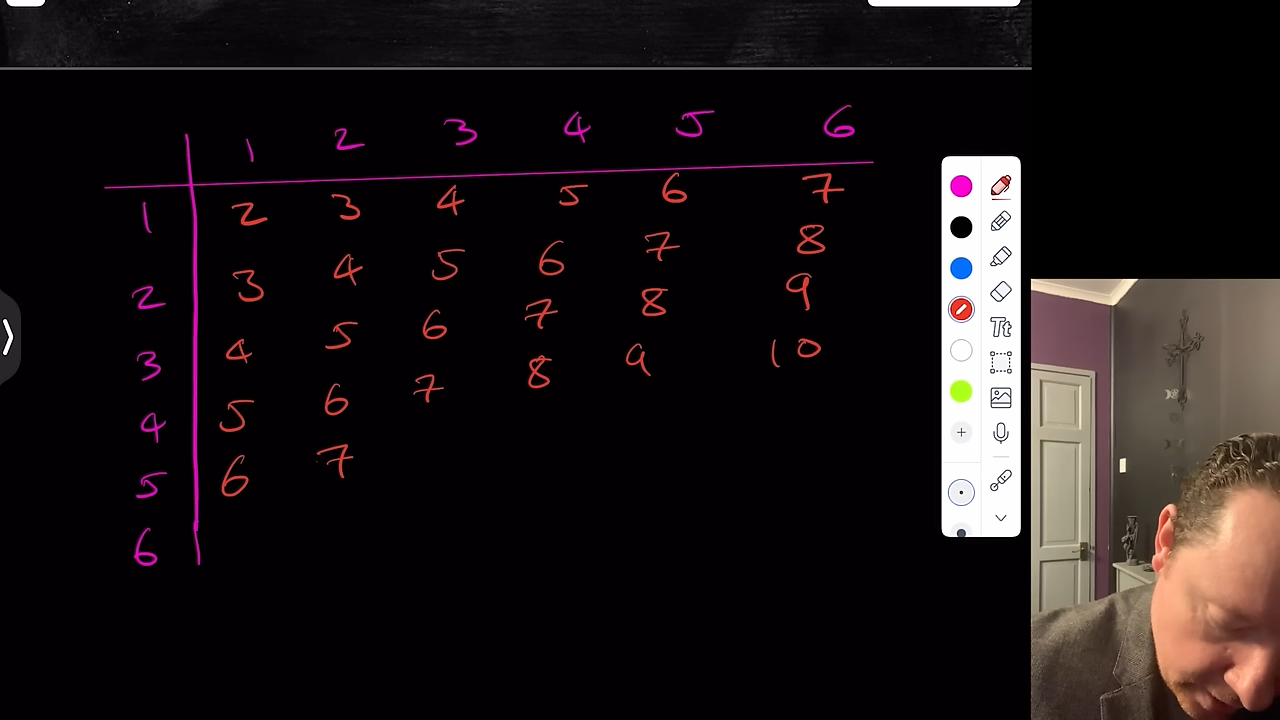 1 2 3 4 5 6
1 2 3 4 5 6 7
2 3 4 5 6 7 8
3 4 5 6 7 8 9
4 5 6 7 8 9 10
5 6 7
6
Tt